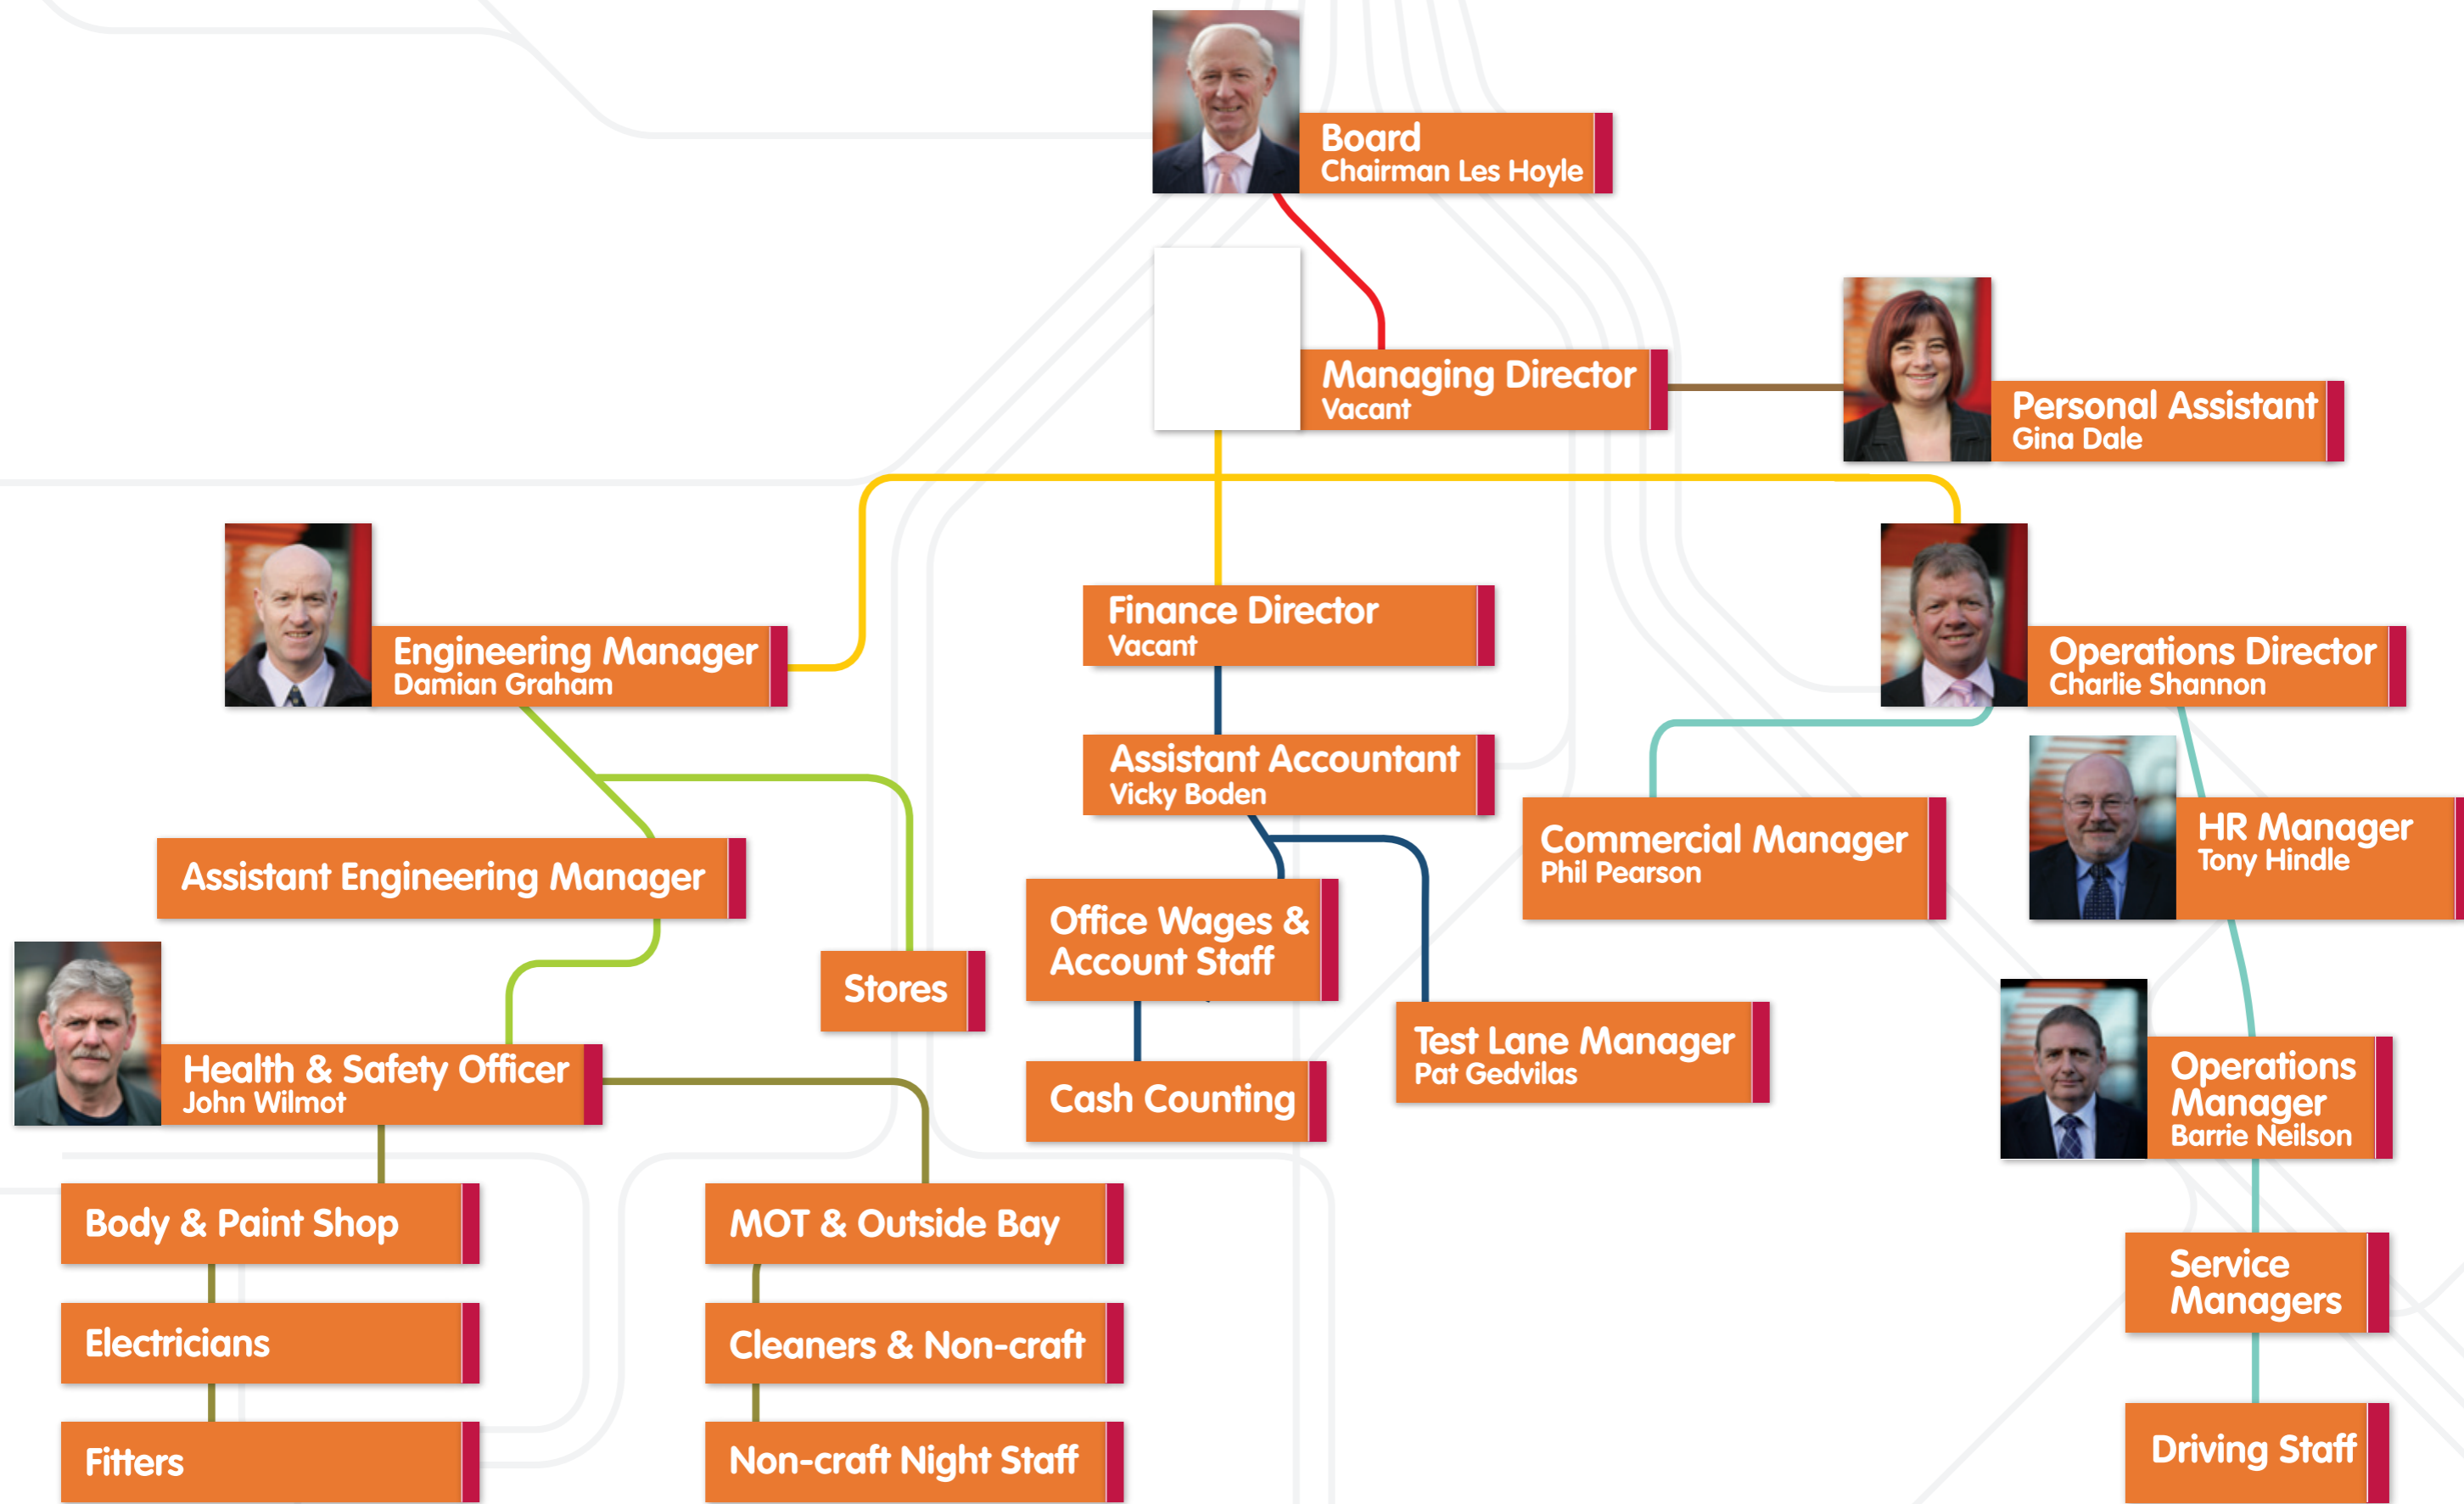 Board
Chairman Les Hoyle
Managing Director
Vacant
Personal Assistant
Gina Dale
Engineering Manager
Damian Graham
Finance Director
Vacant
Operations Director
Charlie Shannon
Assistant Accountant
Vicky Boden
Commercial Manager
Phil Pearson
HR Manager
Tony Hindle
Assistant Engineering Manager
Stores
Office Wages &
Account Staff
Test Lane Manager
Pat Gedvilas
Cash Counting
Health & Safety Officer
John Wilmot
Operations
Manager
Barrie Neilson
Body & Paint Shop
MOT & Outside Bay
Service
Managers
Electricians
Cleaners & Non-craft
Fitters
Non-craft Night Staff
Driving Staff